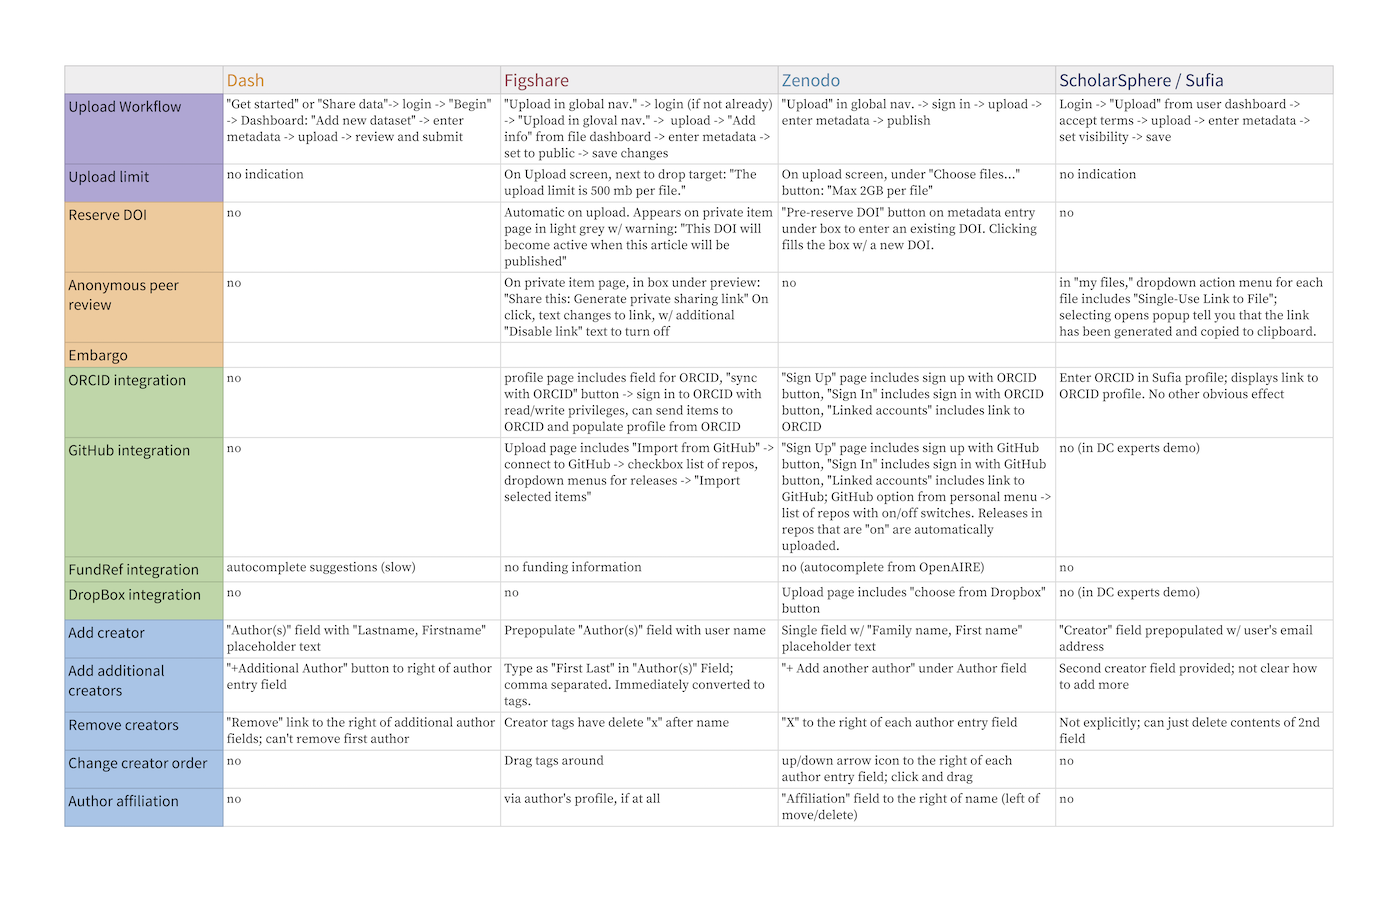 Dash Figshare Zenodo ScholarSphere / Sufia
Upload Workflow
"Get started" or "Share data"-> login -> "Begin"
-> Dashboard: "Add new dataset" -> enter
metadata -> upload -> review and submit
"Upload in global nav." -> login (if not already)
-> "Upload in gloval nav." -> upload -> "Add
info" from file dashboard -> enter metadata ->
set to public -> save changes
"Upload" in global nav. -> sign in -> upload ->
enter metadata -> publish
Login -> "Upload" from user dashboard ->
accept terms -> upload -> enter metadata ->
set visibility -> save
Upload limit
no indication
On Upload screen, next to drop target: "The
upload limit is 500 mb per file."
On upload screen, under "Choose files..."
button: "Max 2GB per file"
no indication
Reserve DOI
no
Automatic on upload. Appears on private item
page in light grey w/ warning: "This DOI will
become active when this article will be
published"
"Pre-reserve DOI" button on metadata entry
under box to enter an existing DOI. Clicking
fills the box w/ a new DOI.
no
Anonymous peer
review
no
On private item page, in box under preview:
"Share this: Generate private sharing link" On
click, text changes to link, w/ additional
"Disable link" text to turn off
no
in "my files," dropdown action menu for each
file includes "Single-Use Link to File";
selecting opens popup tell you that the link
has been generated and copied to clipboard.
Embargo
ORCID integration
no
profile page includes field for ORCID, "sync
with ORCID" button -> sign in to ORCID with
read/write privileges, can send items to
ORCID and populate profile from ORCID
"Sign Up" page includes sign up with ORCID
button, "Sign In" includes sign in with ORCID
button, "Linked accounts" includes link to
ORCID
Enter ORCID in Sufia profile; displays link to
ORCID profile. No other obvious effect
GitHub integration
no
Upload page includes "Import from GitHub" ->
connect to GitHub -> checkbox list of repos,
dropdown menus for releases -> "Import
selected items"
"Sign Up" page includes sign up with GitHub
button, "Sign In" includes sign in with GitHub
button, "Linked accounts" includes link to
GitHub; GitHub option from personal menu ->
list of repos with on/off switches. Releases in
repos that are "on" are automatically
uploaded.
no (in DC experts demo)
FundRef integration
autocomplete suggestions (slow)
no funding information
no (autocomplete from OpenAIRE)
no
DropBox integration
no
no
Upload page includes "choose from Dropbox"
button
no (in DC experts demo)
Add creator
"Author(s)" field with "Lastname, Firstname"
placeholder text
Prepopulate "Author(s)" field with user name
Single field w/ "Family name, First name"
placeholder text
"Creator" field prepopulated w/ user's email
address
Add additional
creators
"+Additional Author" button to right of author
entry field
Type as "First Last" in "Author(s)" Field;
comma separated. Immediately converted to
tags.
"+ Add another author" under Author field
Second creator field provided; not clear how
to add more
Remove creators
"Remove" link to the right of additional author
fields; can't remove first author
Creator tags have delete "x" after name
"X" to the right of each author entry field
Not explicitly; can just delete contents of 2nd
field
Change creator order
no
Drag tags around
up/down arrow icon to the right of each
author entry field; click and drag
no
Author affiliation
no
via author's profile, if at all
"Affiliation" field to the right of name (left of
move/delete)
no